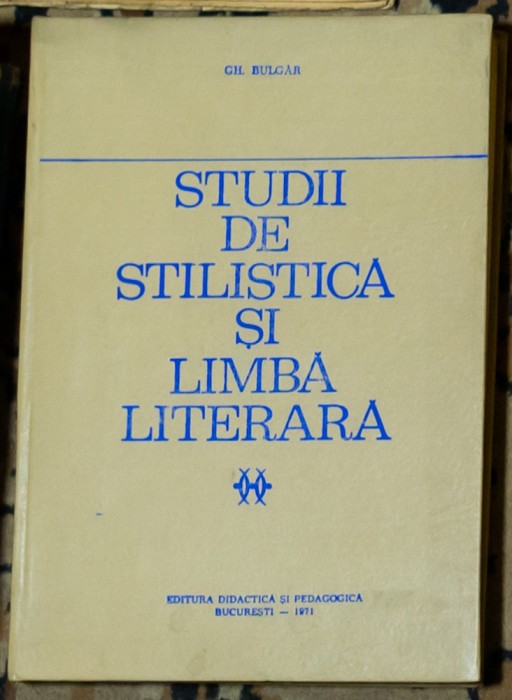 GH. BULGĂR
STUDII
DE
STILISTICĂ
ȘI
LIMBĂ
LITERARĂ
EDITURA DIDACTICĂ ȘI PEDAGOGICĂ
BUCUREȘTI — 1971